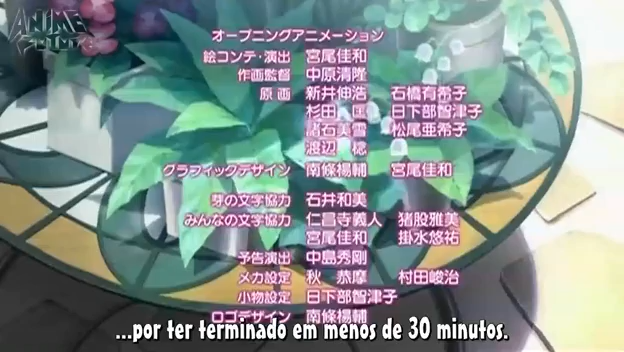 ANIME
オープニングアニメーション
絵コンテ・演出 宮尾佳和
作画監督 中原清隆
原画 新井伸浩 石橋有希子
杉田 匡 日下部智津子
諸石美雪 松尾亜希子
渡辺 稔
グラフィックデザイン 南條楊輔 宮尾佳和
芽の文字協力 石井和美
みんなの文字協力 仁昌寺義人 猪股雅美
宮尾佳和 掛水悠祐
予告演出 中島秀剛
メカ設定 秋 恭摩 村田峻治
小物設定 日下部智津子
ロゴデザイン 南條楊輔
...por ter terminado em menos de 30 minutos.